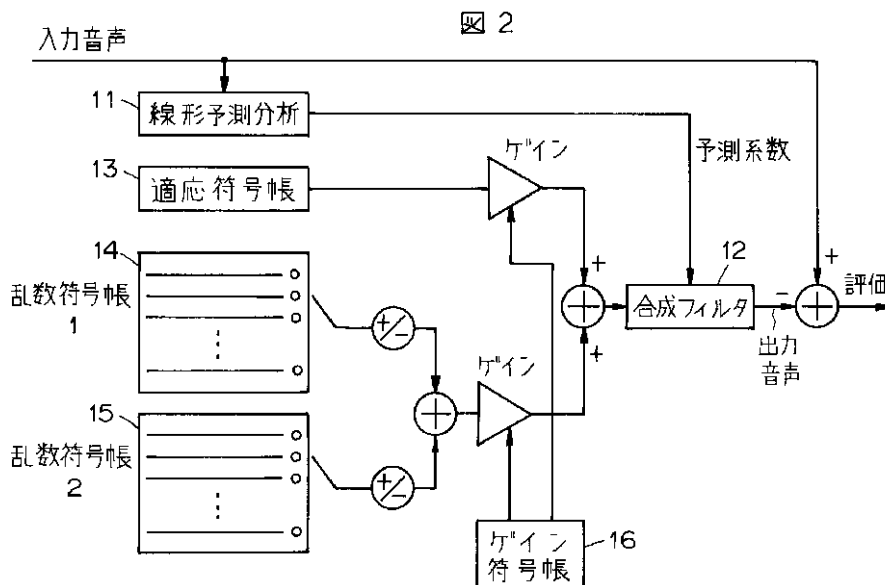 図2
入力音声
11
線形予測分析
ゲイン
予測系数
13
適応符号帳
14
乱数符号帳
1
+/-
+
12
合成フィルタ
-
+
評価
出力
音声
+
ゲイン
15
乱数符号帳
2
+/-
ゲイン
符号帳
16